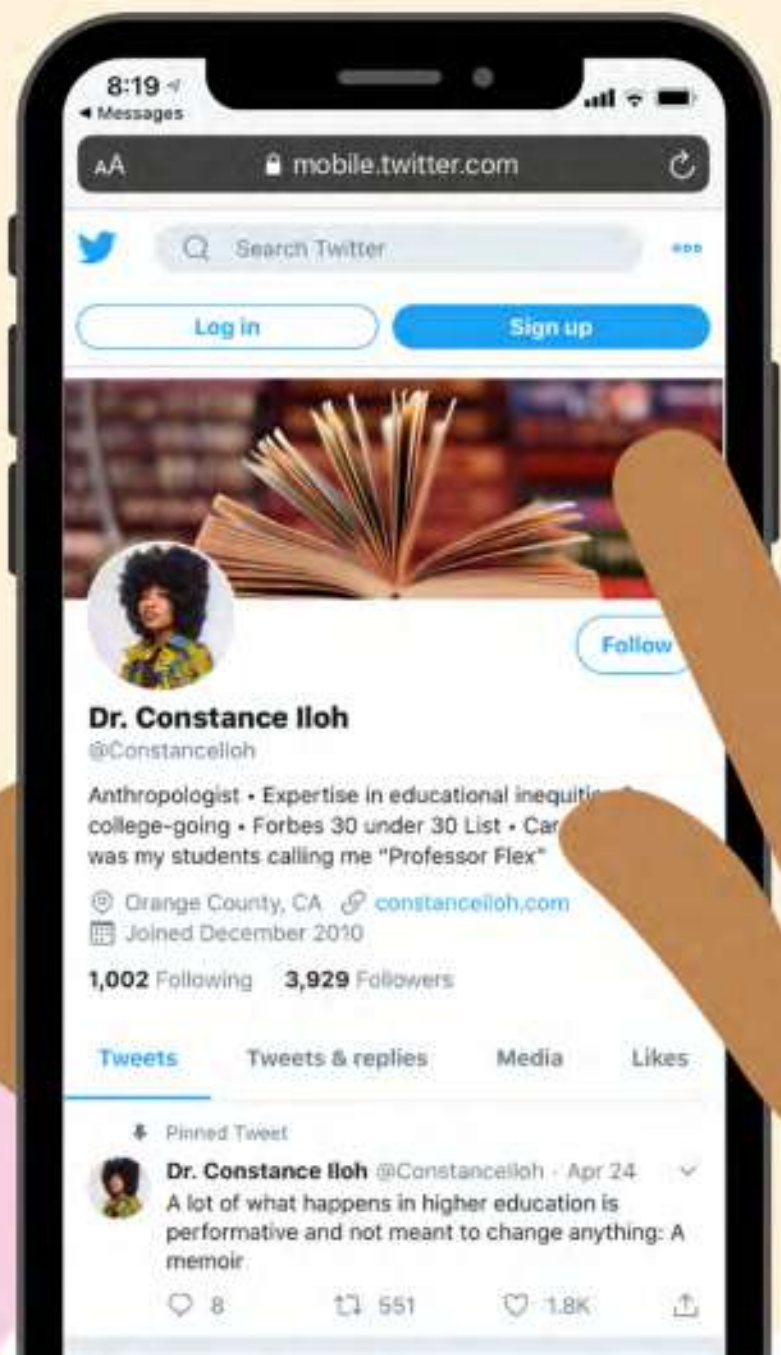 8:19
Messages
AA mobile.twitter.com
Search Twitter
Log in Sign up
Follow
Dr. Constance Iloh
@ConstanceIloh
Anthropologist • Expertise in educational
college-going • Forbes 30 under 30 List •
was my students calling me "Professor Flex"
Orange County, CA constanceiloh.com
Joined December 2010
1,002 Following 3,929 Followers
Tweets Tweets & replies Media Likes
Pinned Tweet
Dr. Constance Iloh @ConstanceIloh · Apr 24
A lot of what happens in higher education is
performative and not meant to change anything: A
memoir
8 551 1.8K